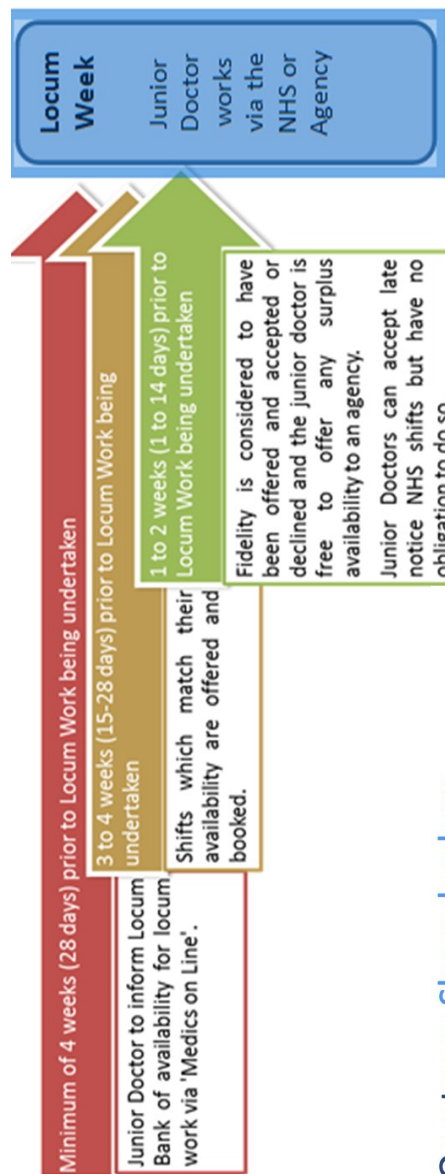 Minimum of 4 weeks (28 days) prior to Locum Work being undertaken
Junior Doctor to inform Locum
Bank of availability for locum
work via 'Medics on Line'.
3 to 4 weeks (15-28 days) prior to Locum Work being
undertaken
Shifts which match their
availability are offered and
booked.
1 to 2 weeks (1 to 14 days) prior to
Locum Work being undertaken
Fidelity is considered to have
been offered and accepted or
declined and the junior doctor is
free to offer any surplus
availability to an agency.
Junior Doctors can accept late
notice NHS shifts but have no
obligation to do so
Locum
Week
Junior
Doctor
works
via the
NHS or
Agency